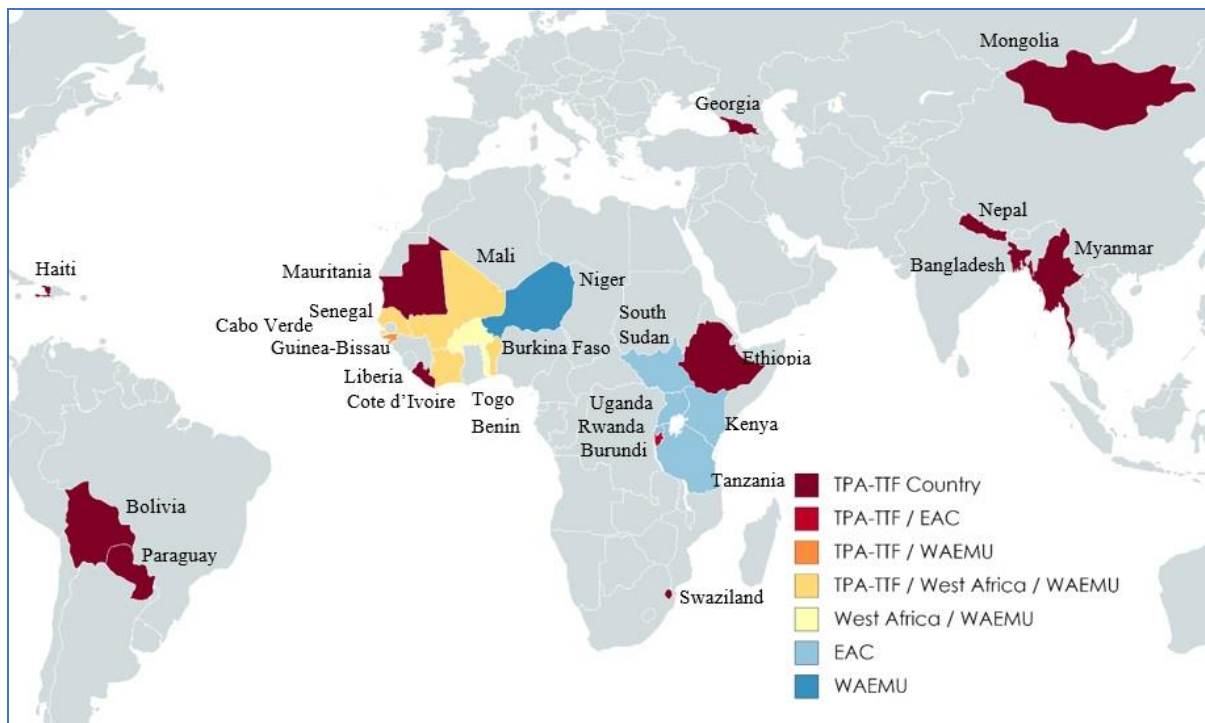 Mongolia
Georgia
Nepal
Myanmar
Bangladesh
Haiti
Mauritania
Mali
Niger
Senegal
Cabo Verde
Guinea-Bissau
Burkina Faso
South
Sudan
Ethiopia
Liberia
Cote d’Ivoire
Togo
Benin
Uganda
Rwanda
Burundi
Kenya
Tanzania
Bolivia
Paraguay
Swaziland
TPA-TTF Country
TPA-TTF / EAC
TPA-TTF / WAEMU
TPA-TTF / West Africa / WAEMU
West Africa / WAEMU
EAC
WAEMU